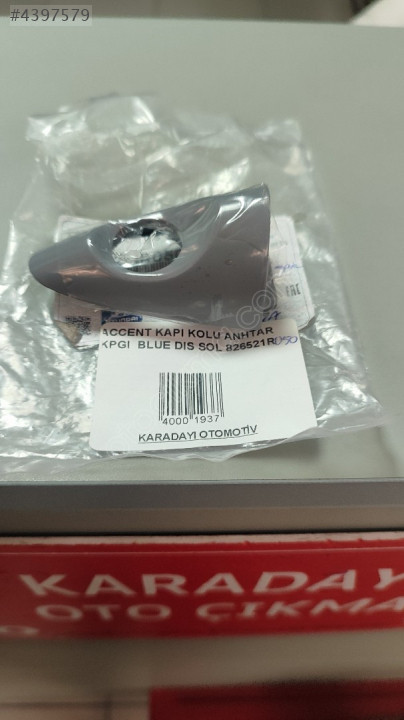 #4397579
ACCENT KAPI KOLU ANHTAR
KPGI BLUE DIS SOL 826521R050
4000 1937
KARADAYI OTOMOTİV
KARADAY
OTO ÇIKMA